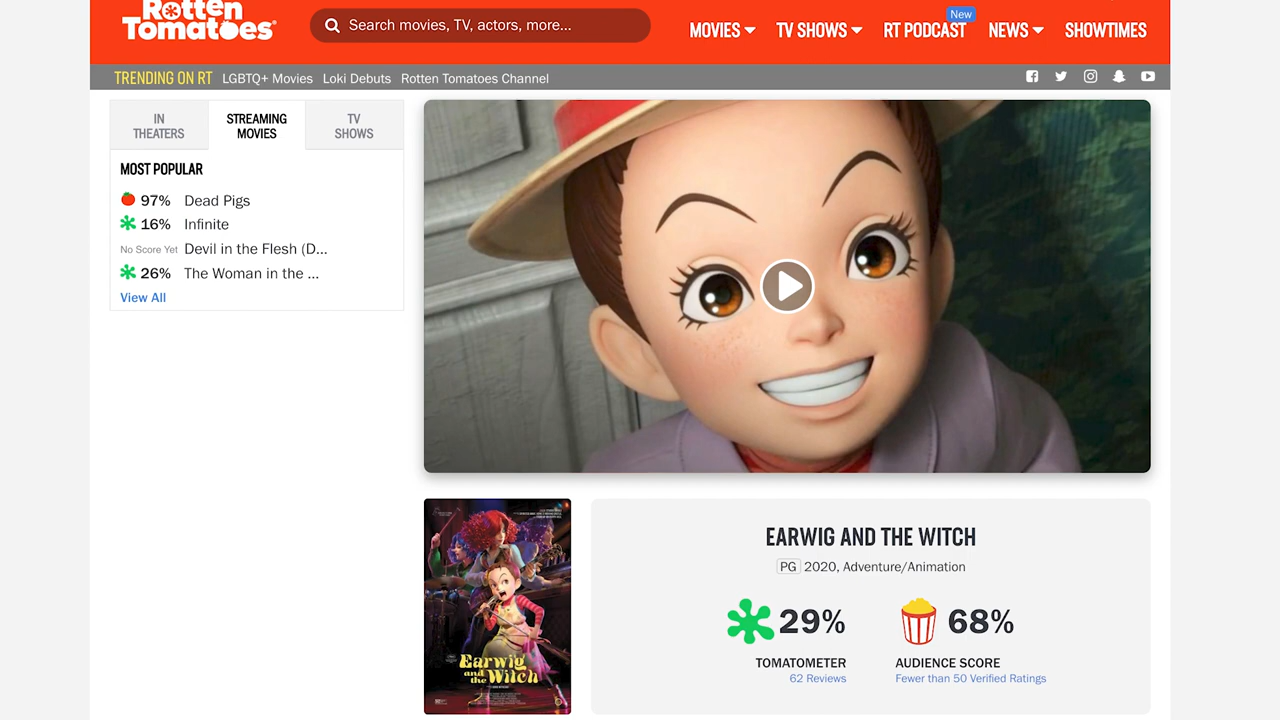 Rotten
Tomatoes
Search movies, TV, actors, more...
MOVIES
TV SHOWS
New
RT PODCAST
NEWS
SHOWTIMES
TRENDING ON RT
LGBTQ+ Movies
Loki Debuts
Rotten Tomatoes Channel
IN
THEATERS
STREAMING
MOVIES
TV
SHOWS
MOST POPULAR
97% Dead Pigs
16% Infinite
No Score Yet Devil in the Flesh (D...
26% The Woman in the ...
View All
Earwig
and the Witch
EARWIG AND THE WITCH
PG 2020, Adventure/Animation
29%
68%
TOMATOMETER
AUDIENCE SCORE
62 Reviews
Fewer than 50 Verified Ratings